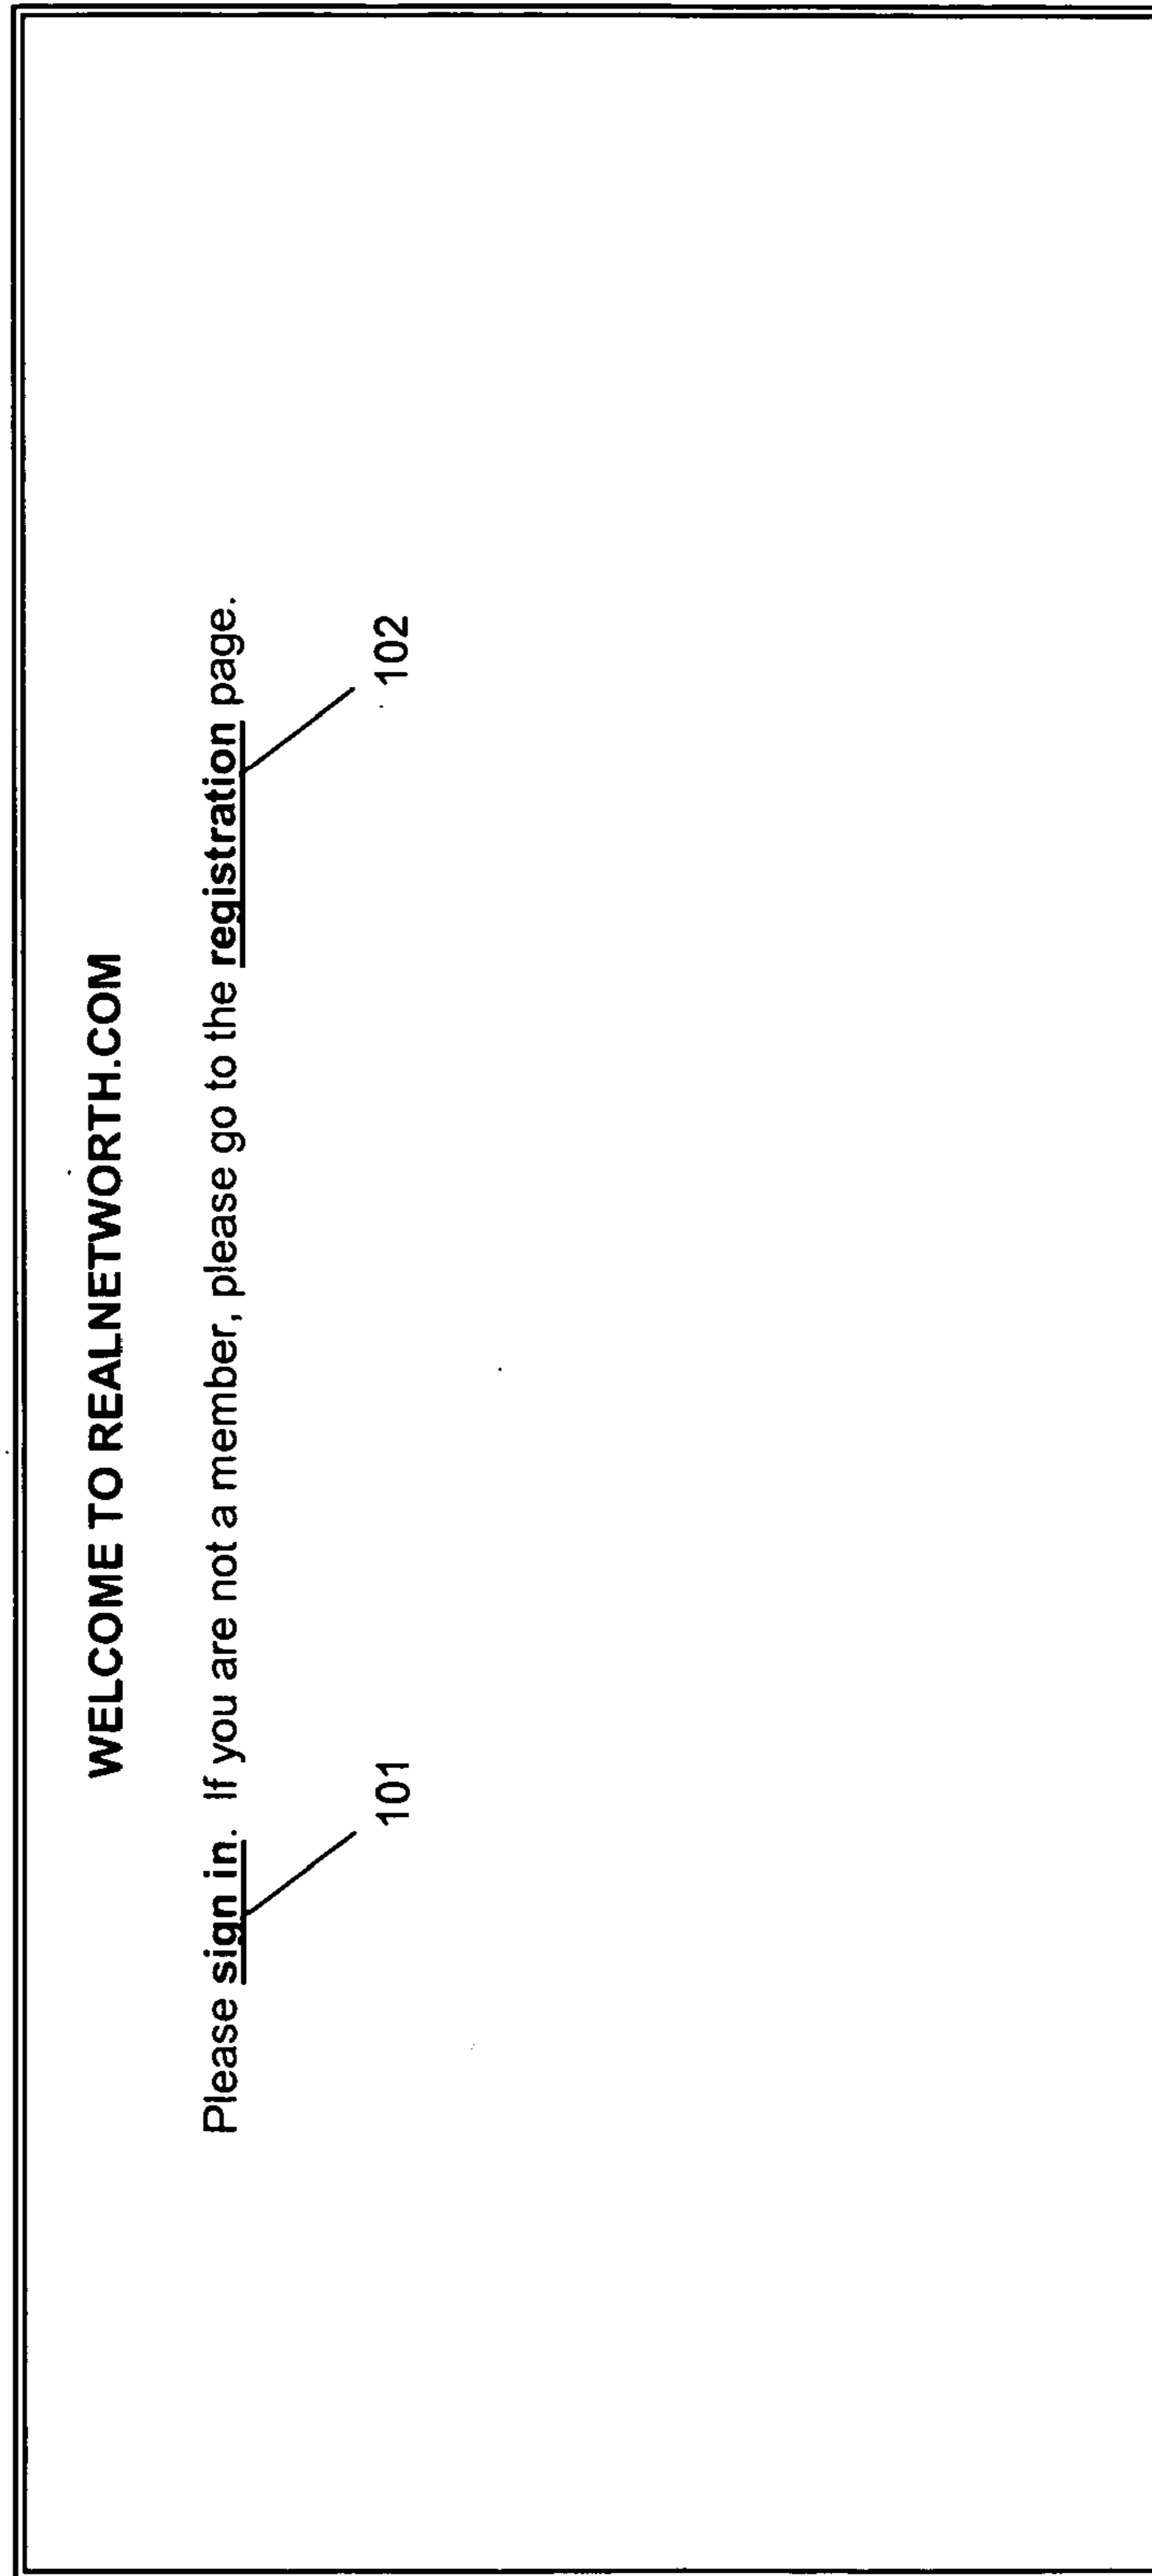 WELCOME TO REALNETWORTH.COM
Please sign in. If you are not a member, please go to the registration page.
101
102